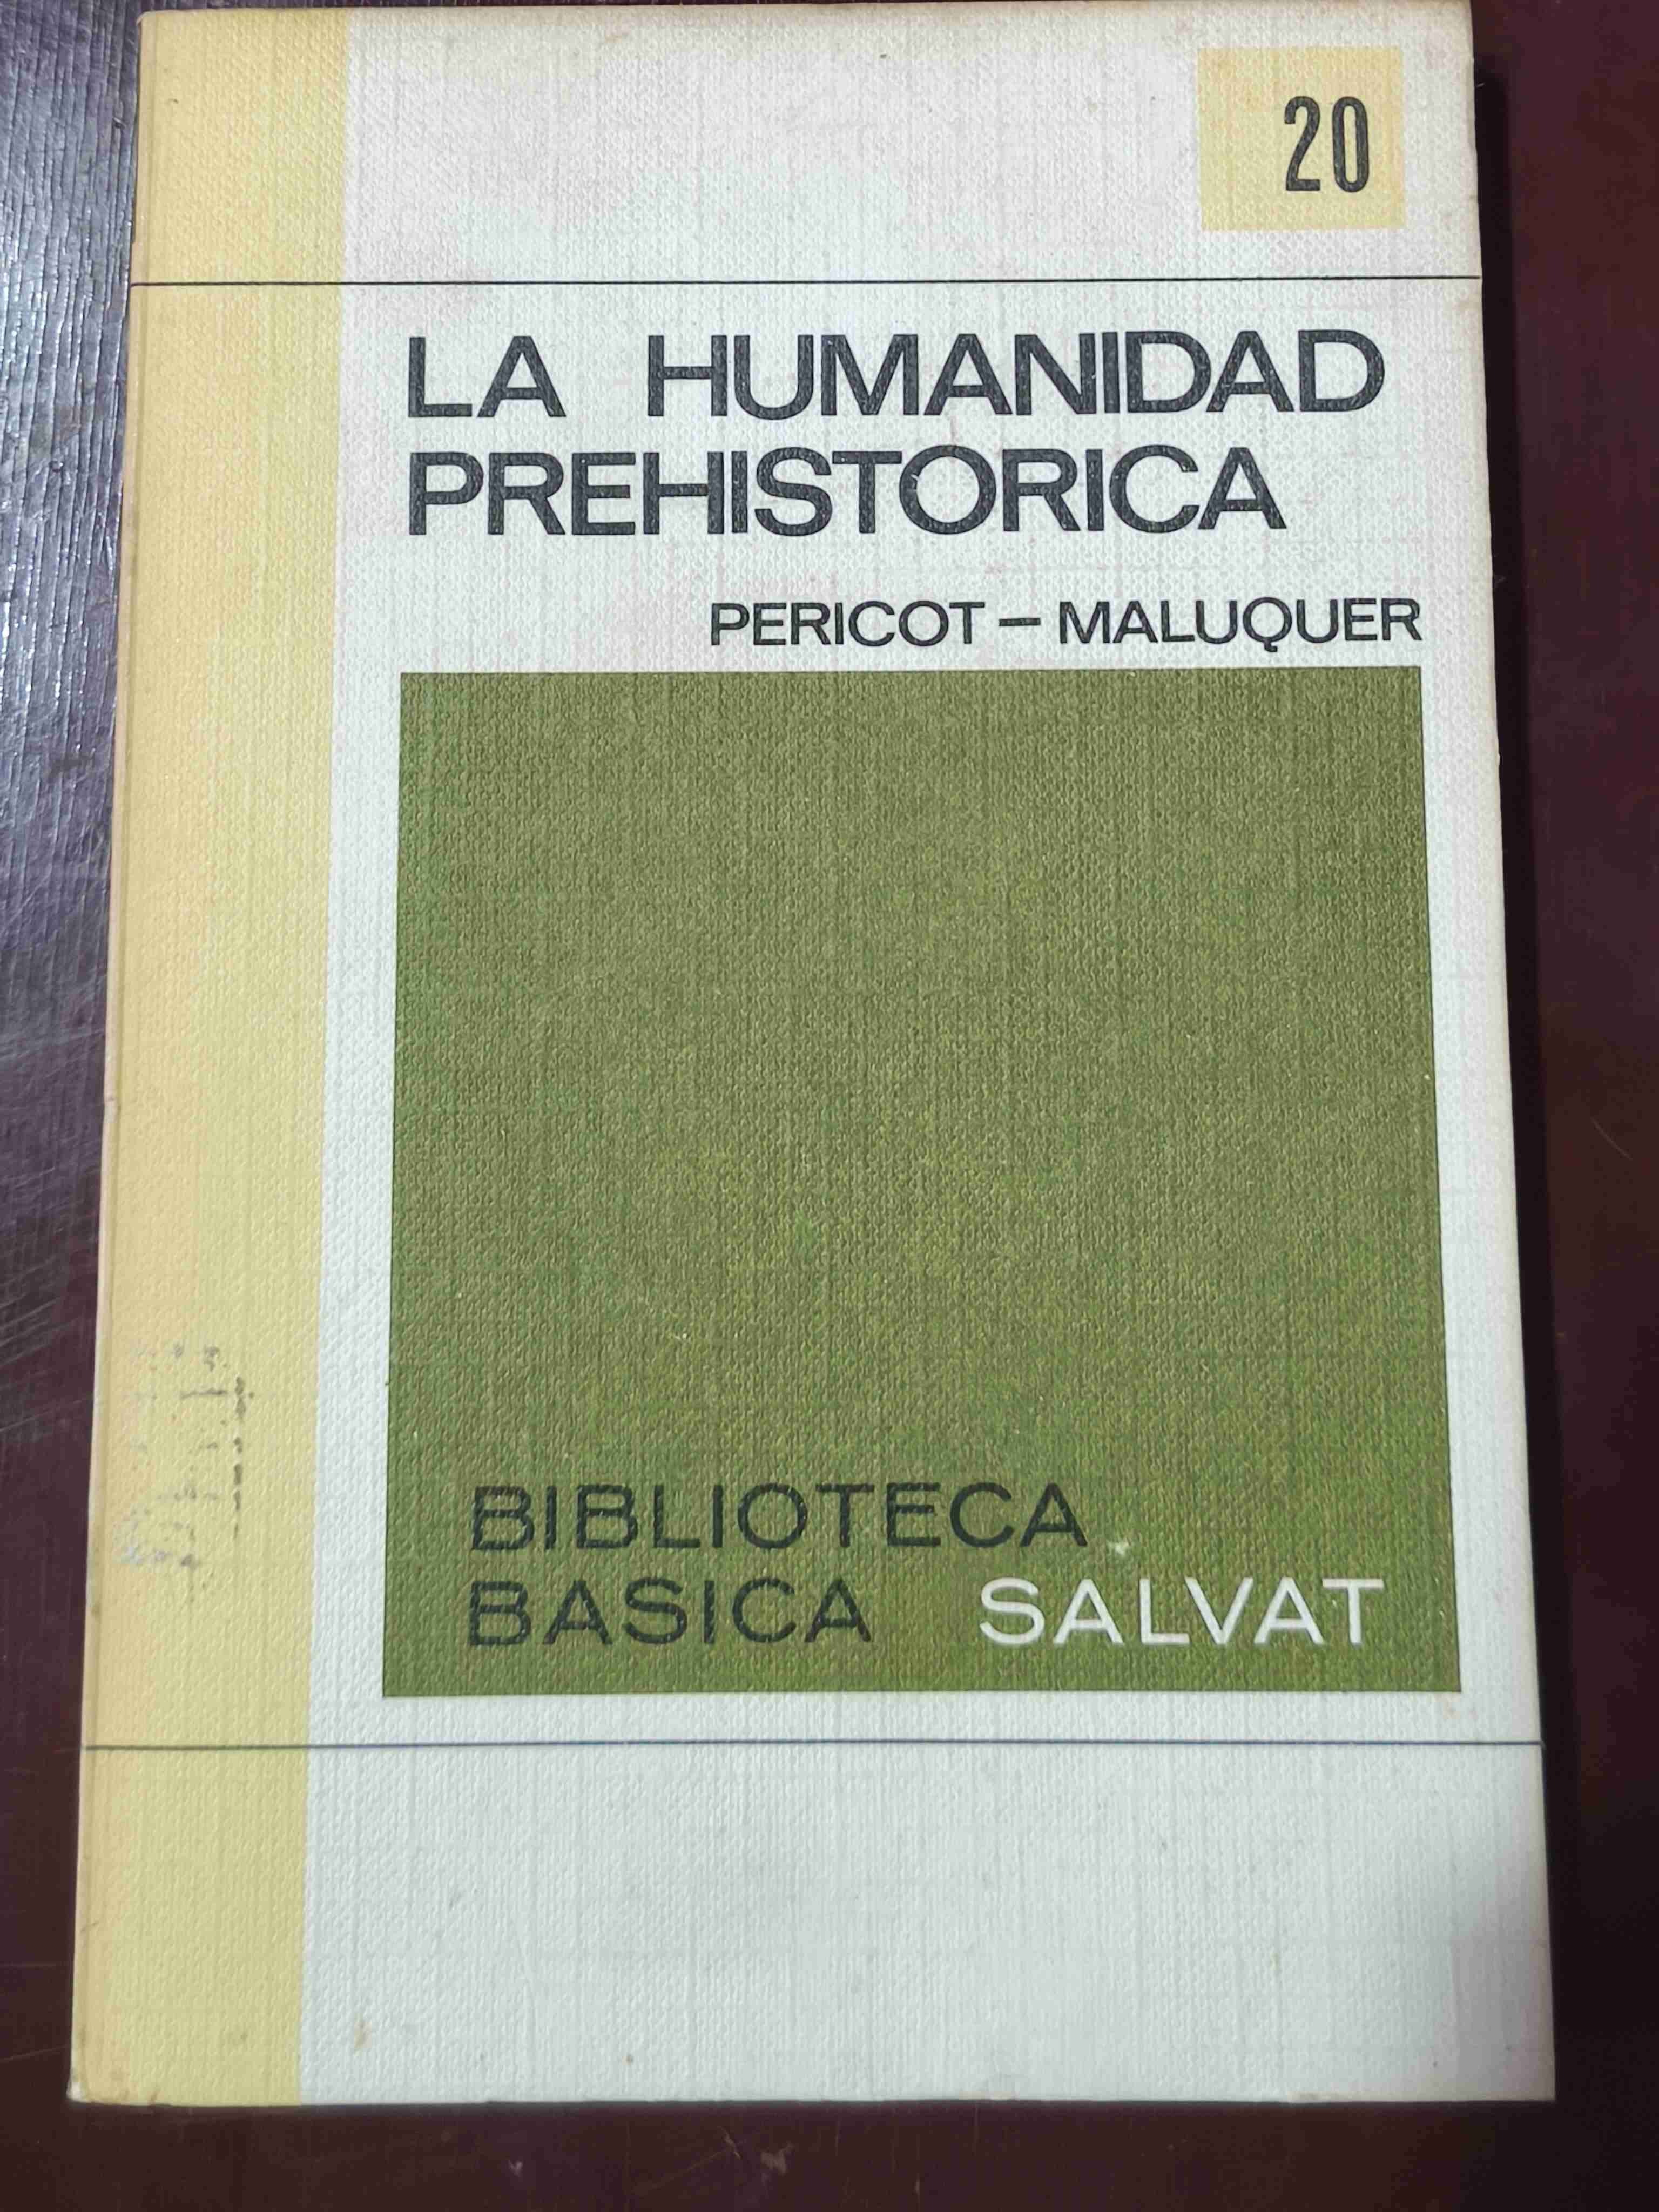 20
LA HUMANIDAD
PREHISTORICA
PERICOT – MALUQUER
BIBLIOTECA
BASICA SALVAT